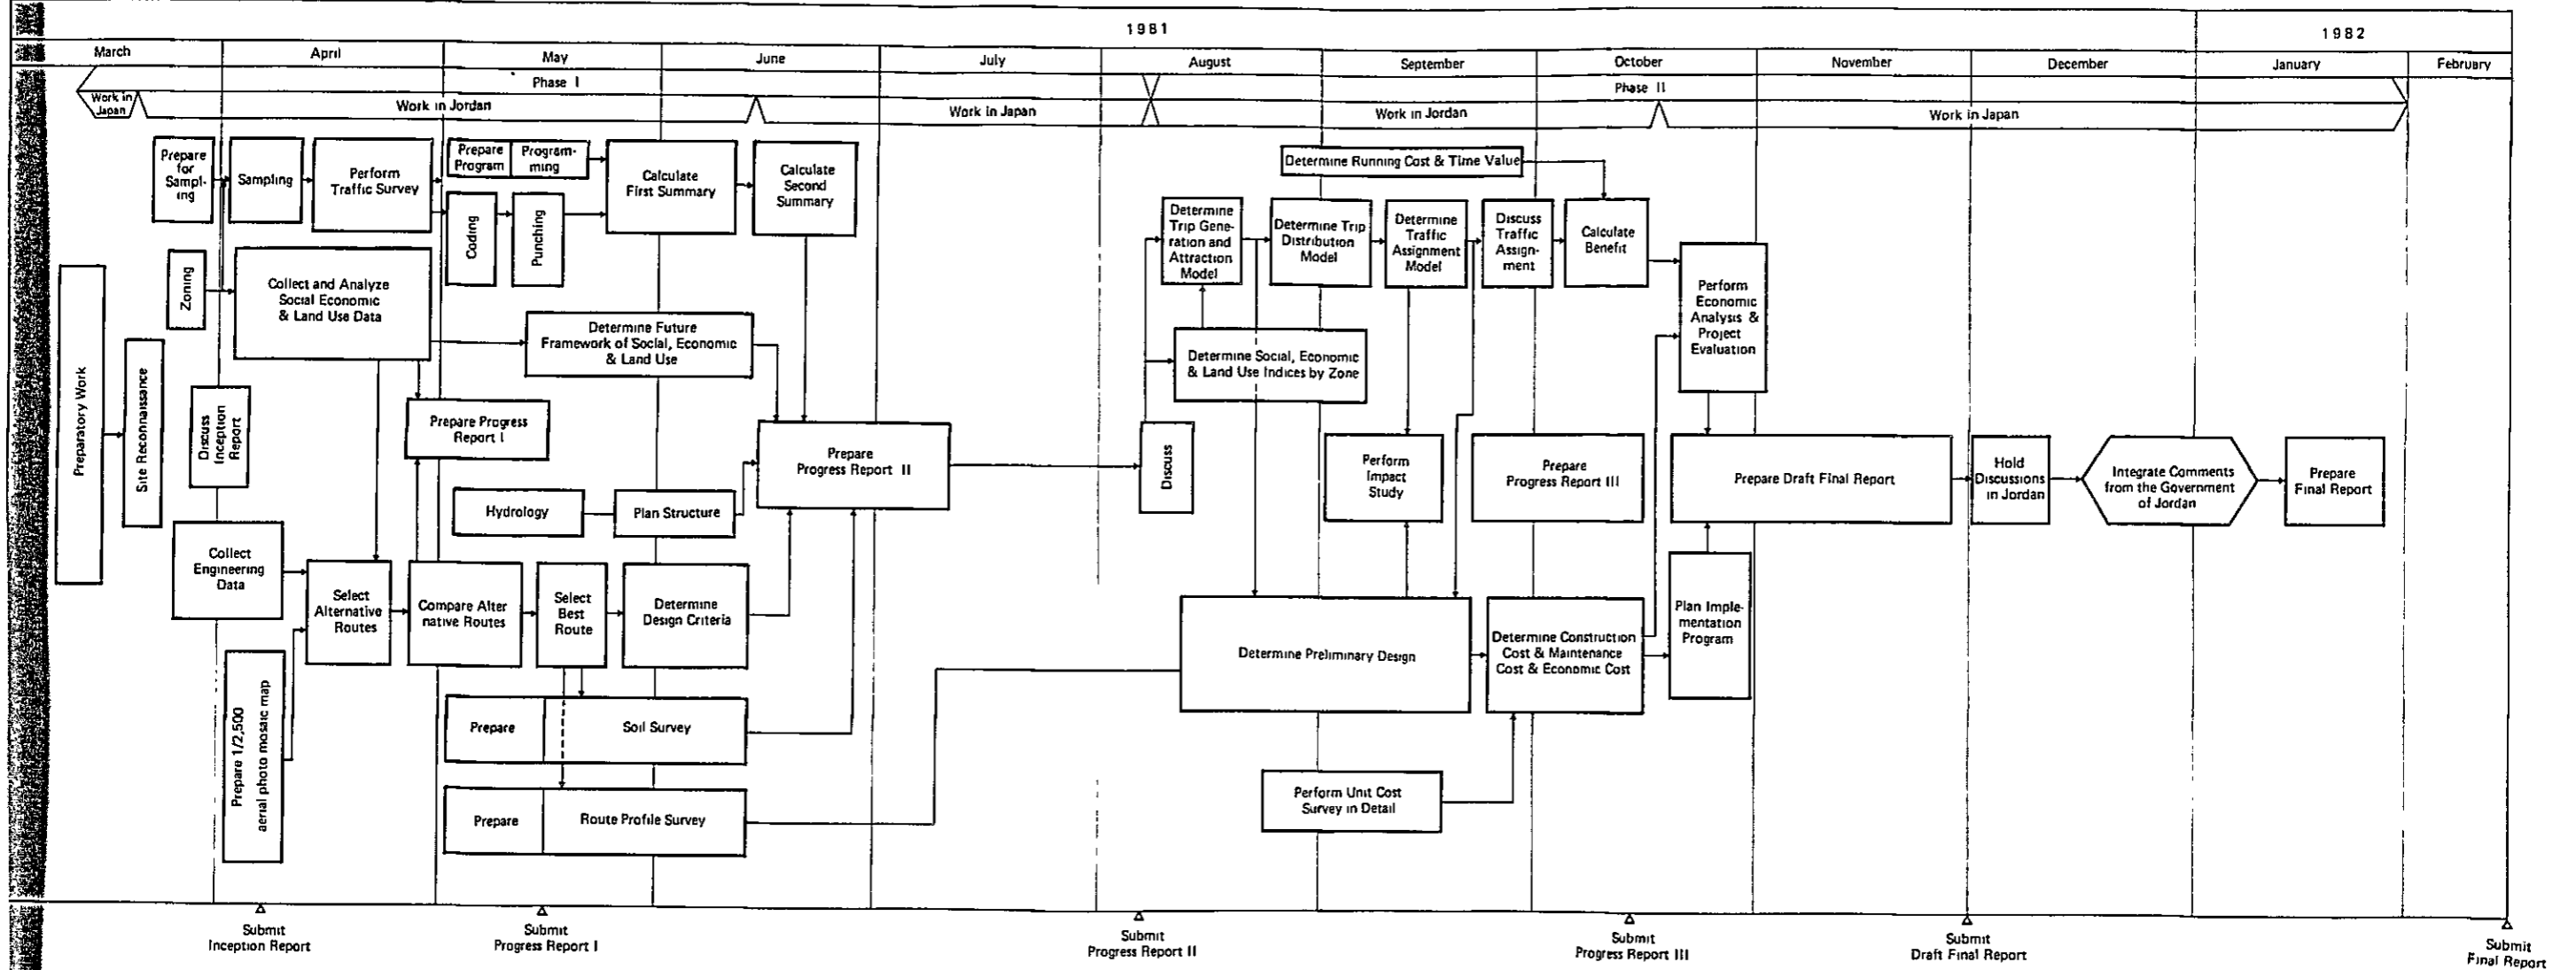 1981
1982
March
April
May
June
July
August
September
October
November
December
January
February
Phase I
Phase II
Work in
Japan
Work in Jordan
Work in Japan
Work in Jordan
Work in Japan
Prepare
for
Sampl-
ing
Sampling
Perform
Traffic Survey
Prepare
Program
Program-
ming
Coding
Punching
Calculate
First Summary
Calculate
Second
Summary
Zoning
Collect and Analyze
Social Economic
& Land Use Data
Determine Future
Framework of Social, Economic
& Land Use
Preparatory Work
Site Reconnaissance
Discuss
Inception
Report
Prepare Progress
Report I
Hydrology
Plan Structure
Prepare
Progress Report II
Collect
Engineering
Data
Select
Alternative
Routes
Compare Alter
native Routes
Select
Best
Route
Determine
Design Criteria
Prepare 1/2,500
aerial photo mosaic map
Prepare
Soil Survey
Prepare
Route Profile Survey
Determine Running Cost & Time Value
Determine
Trip Gene-
ration and
Attraction
Model
Determine Trip
Distribution
Model
Determine
Traffic
Assignment
Model
Discuss
Traffic
Assign-
ment
Calculate
Benefit
Determine Social, Economic
& Land Use Indices by Zone
Perform
Economic
Analysis &
Project
Evaluation
Discuss
Perform
Impact
Study
Prepare
Progress Report III
Prepare Draft Final Report
Hold
Discussions
in Jordan
Integrate Comments
from the Government
of Jordan
Prepare
Final Report
Determine Preliminary Design
Determine Construction
Cost & Maintenance
Cost & Economic Cost
Plan Imple-
mentation
Program
Perform Unit Cost
Survey in Detail
Submit
Inception Report
Submit
Progress Report I
Submit
Progress Report II
Submit
Progress Report III
Submit
Draft Final Report
Submit
Final Report